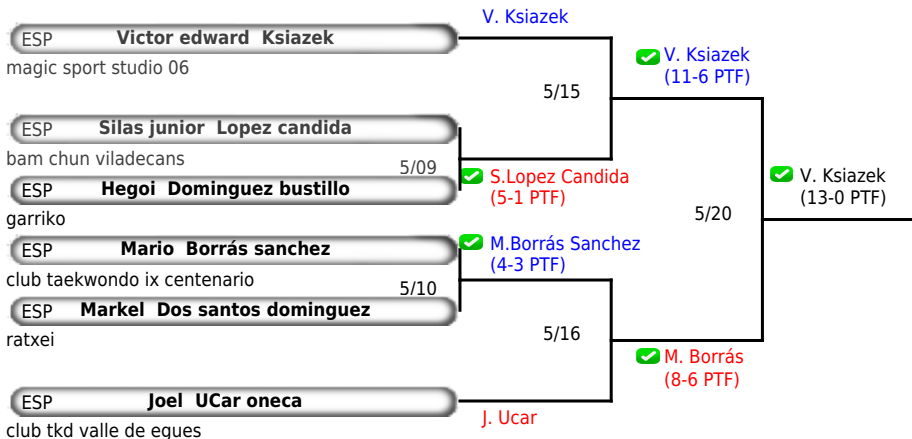 V. Ksiazek
ESP Victor edward Ksiazek
magic sport studio 06
V. Ksiazek
(11-6 PTF)
5/15
ESP Silas junior Lopez candida
bam chun viladecans
5/09
S.Lopez Candida
(5-1 PTF)
ESP Hegoi Dominguez bustillo
garriko
V. Ksiazek
(13-0 PTF)
5/20
ESP Mario Borrás sanchez
club taekwondo ix centenario
M.Borrás Sanchez
(4-3 PTF)
5/10
ESP Markel Dos santos dominguez
ratxei
5/16
M. Borrás
(8-6 PTF)
ESP Joel UCar oneca
club tkd valle de egues
J. Ucar